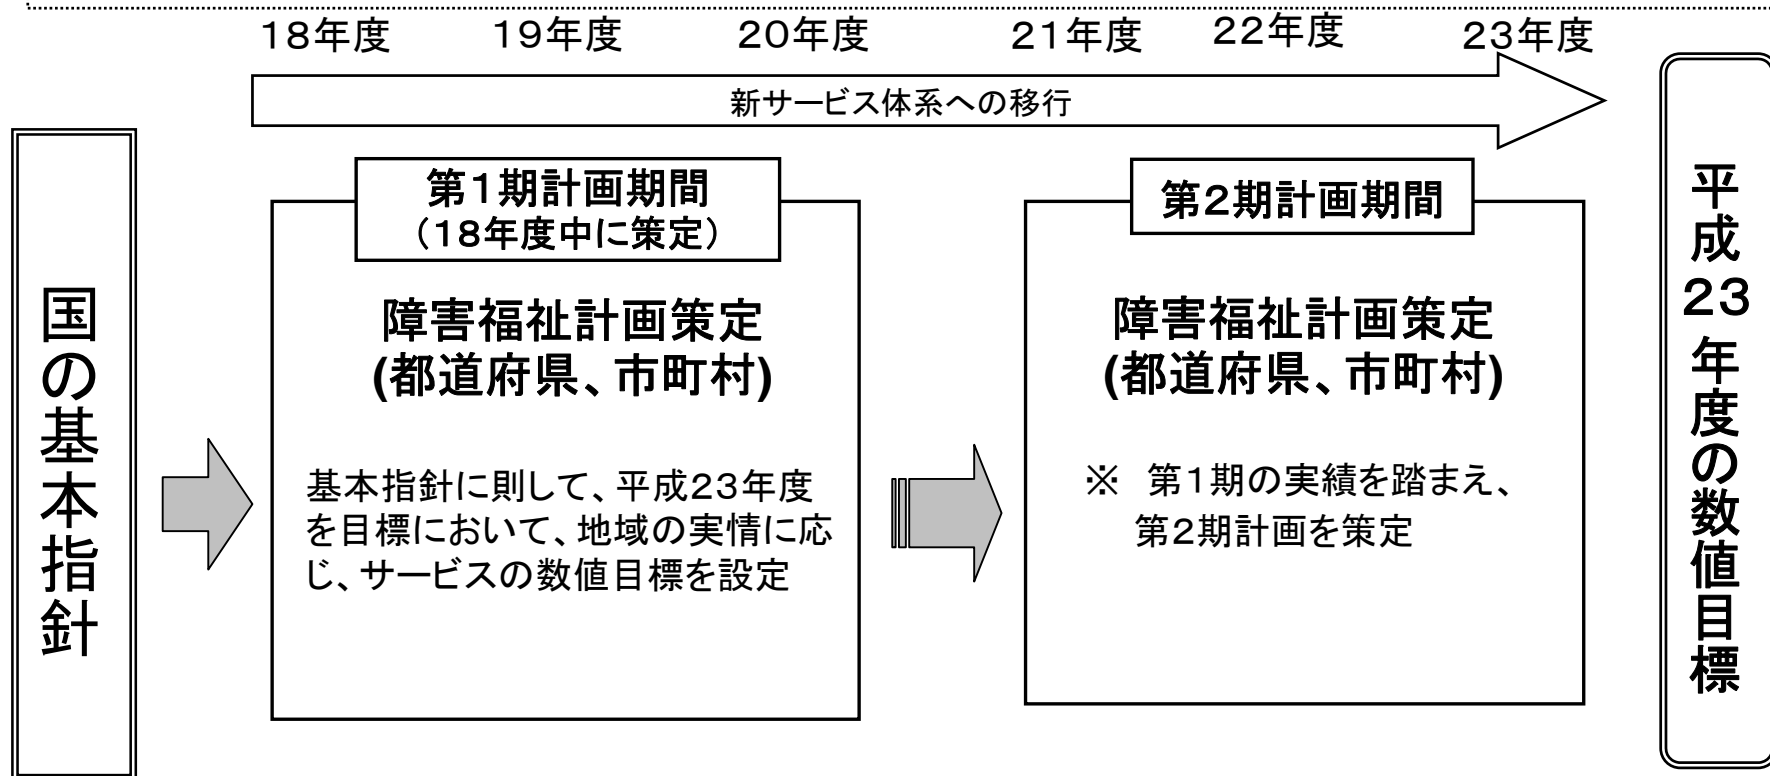 18年度 19年度 20年度 21年度 22年度 23年度
新サービス体系への移行
国の基本指針
第1期計画期間
(18年度中に策定)
障害福祉計画策定
(都道府県、市町村)
基本指針に則して、平成23年度
を目標において、地域の実情に応
じ、サービスの数値目標を設定
第2期計画期間
障害福祉計画策定
(都道府県、市町村)
※ 第1期の実績を踏まえ、
第2期計画を策定
平成23年度の数値目標